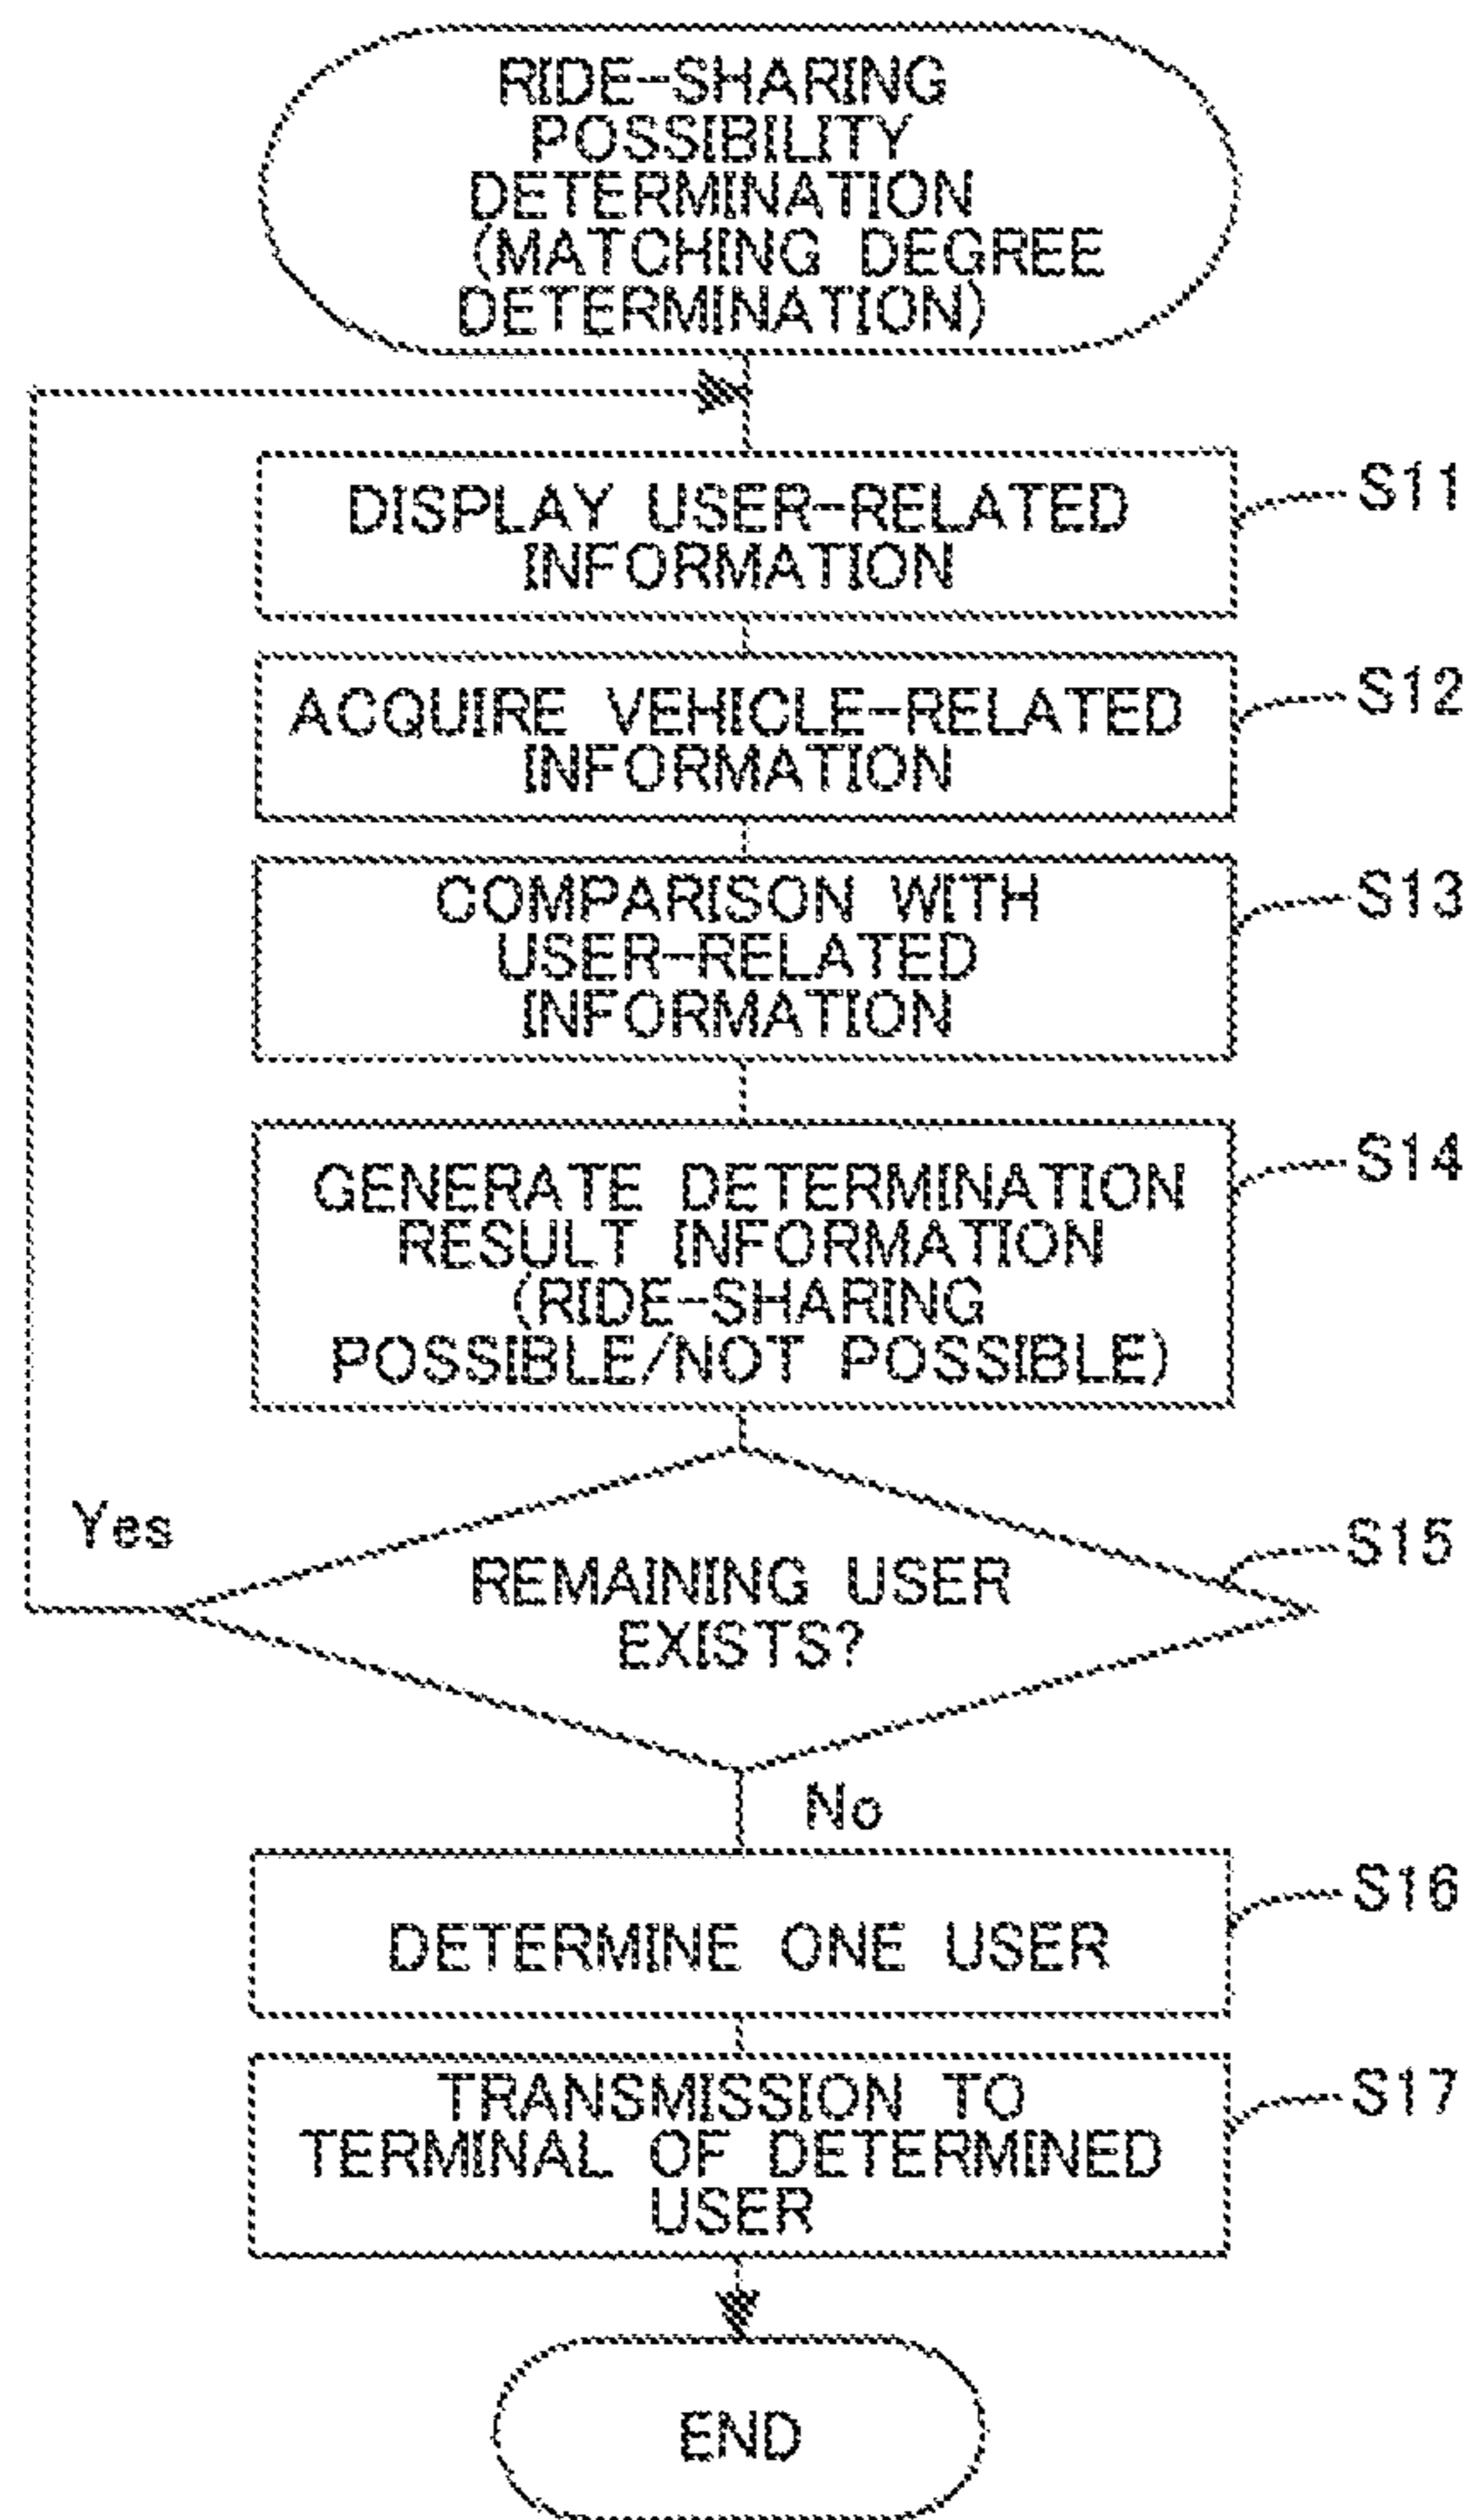 RIDE-SHARING
POSSIBILITY
DETERMINATION
(MATCHING DEGREE
DETERMINATION)
DISPLAY USER-RELATED
INFORMATION
S11
ACQUIRE VEHICLE-RELATED
INFORMATION
S12
COMPARISON WITH
USER-RELATED
INFORMATION
S13
GENERATE DETERMINATION
RESULT INFORMATION
(RIDE-SHARING
POSSIBLE/NOT POSSIBLE)
S14
Yes
REMAINING USER
EXISTS?
S15
No
DETERMINE ONE USER
S16
TRANSMISSION TO
TERMINAL OF DETERMINED
USER
S17
END